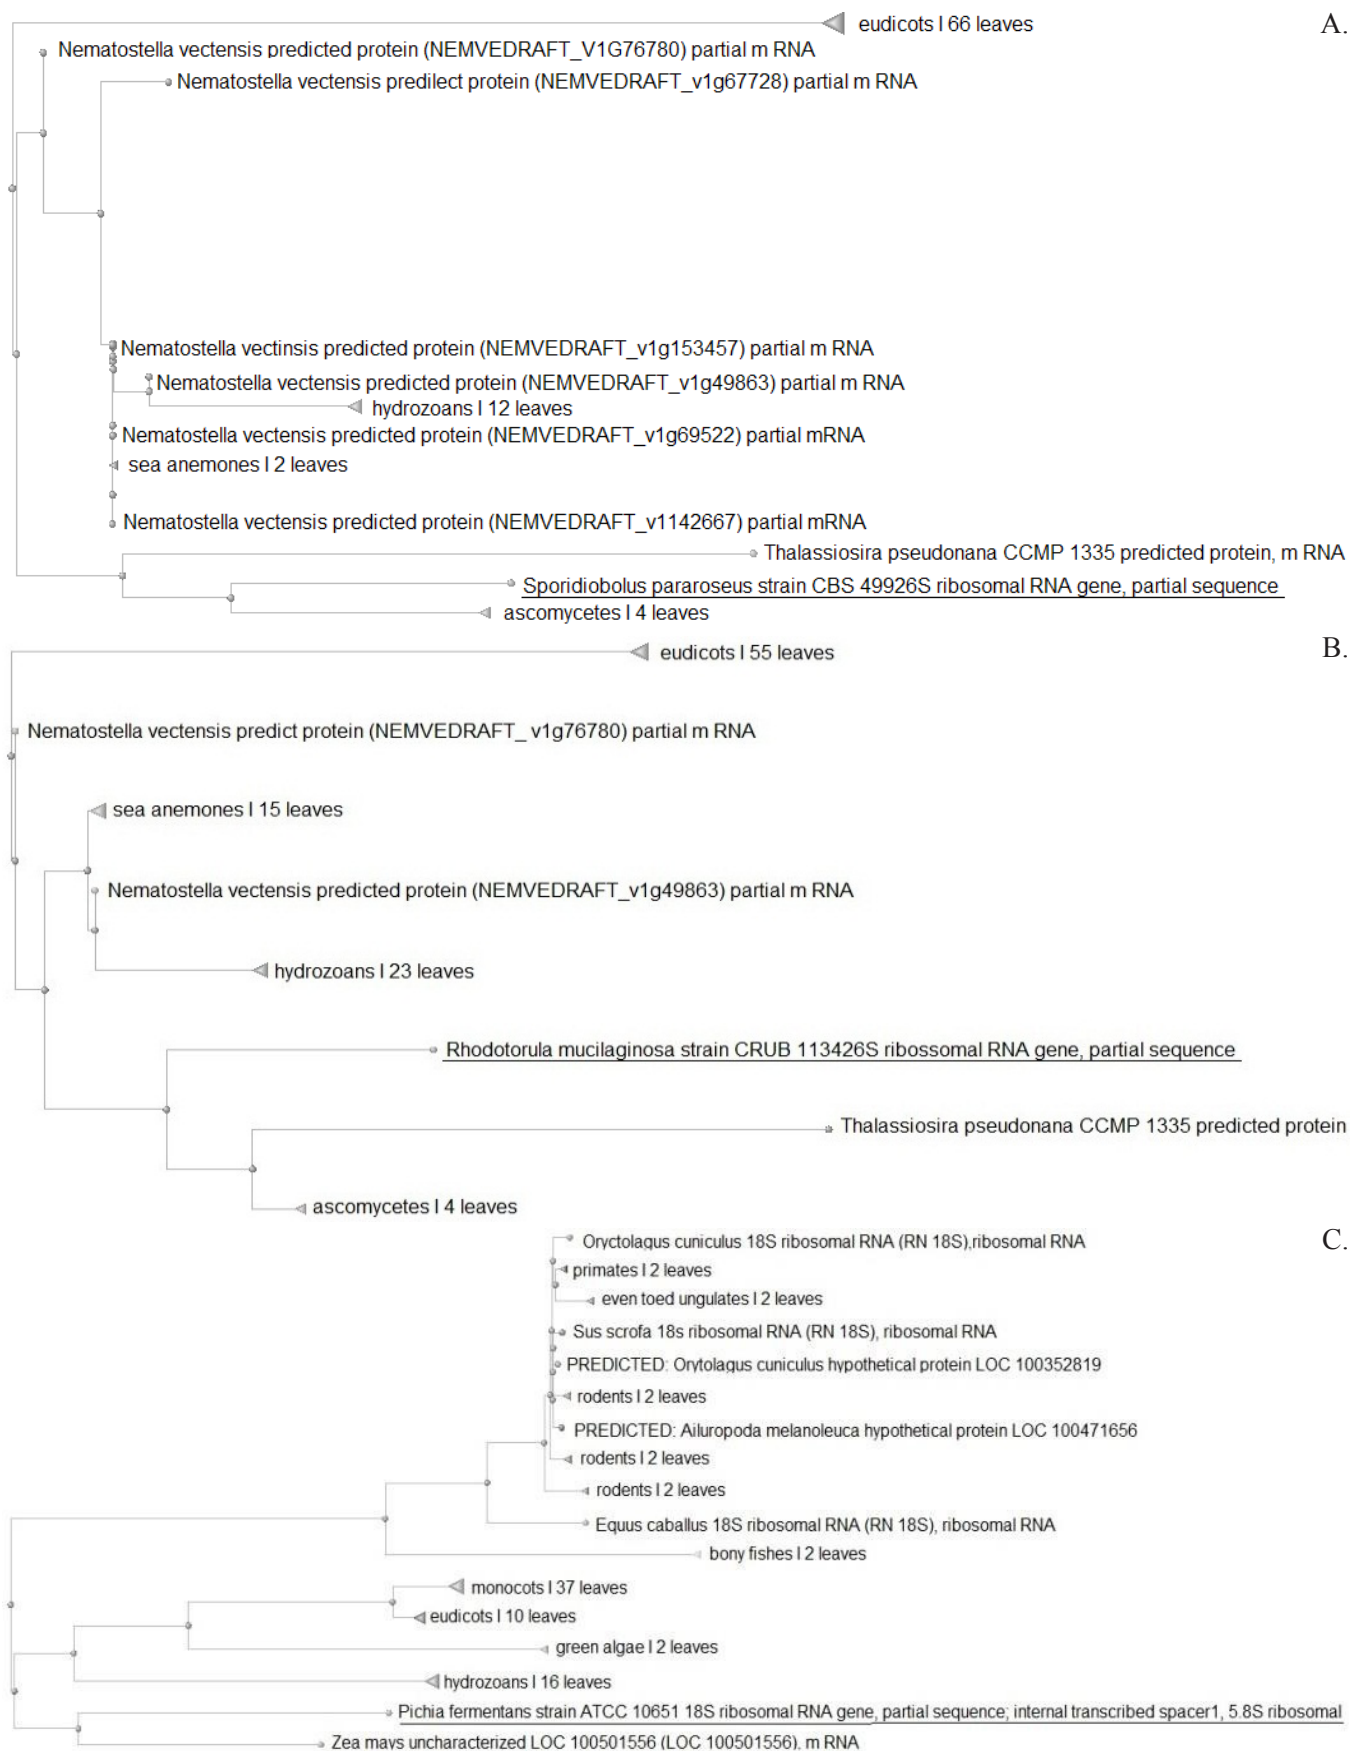 eudicots I 66 leaves
A.
Nematostella vectensis predicted protein (NEMVEDRAFT_V1G76780) partial m RNA
Nematostella vectensis predilect protein (NEMVEDRAFT_v1g67728) partial m RNA
Nematostella vectinsis predicted protein (NEMVEDRAFT_v1g153457) partial m RNA
Nematostella vectensis predicted protein (NEMVEDRAFT_v1g49863) partial m RNA
hydrozoans I 12 leaves
Nematostella vectensis predicted protein (NEMVEDRAFT_v1g69522) partial mRNA
sea anemones I 2 leaves
Nematostella vectensis predicted protein (NEMVEDRAFT_v1142667) partial mRNA
Thalassiosira pseudonana CCMP 1335 predicted protein, m RNA
Sporidiobolus pararoseus strain CBS 49926S ribosomal RNA gene, partial sequence
ascomycetes I 4 leaves
eudicots I 55 leaves
B.
Nematostella vectensis predict protein (NEMVEDRAFT_ v1g76780) partial m RNA
sea anemones I 15 leaves
Nematostella vectensis predicted protein (NEMVEDRAFT_v1g49863) partial m RNA
hydrozoans I 23 leaves
Rhodotorula mucilaginosa strain CRUB 113426S ribossomal RNA gene, partial sequence
Thalassiosira pseudonana CCMP 1335 predicted protein
ascomycetes I 4 leaves
Oryctolagus cuniculus 18S ribosomal RNA (RN 18S),ribosomal RNA
C.
primates I 2 leaves
even toed ungulates I 2 leaves
Sus scrofa 18s ribosomal RNA (RN 18S), ribosomal RNA
PREDICTED: Orytolagus cuniculus hypothetical protein LOC 100352819
rodents I 2 leaves
PREDICTED: Ailuropoda melanoleuca hypothetical protein LOC 100471656
rodents I 2 leaves
rodents I 2 leaves
Equus caballus 18S ribosomal RNA (RN 18S), ribosomal RNA
bony fishes I 2 leaves
monocots I 37 leaves
eudicots I 10 leaves
green algae I 2 leaves
hydrozoans I 16 leaves
Pichia fermentans strain ATCC 10651 18S ribosomal RNA gene, partial sequence; internal transcribed spacer1, 5.8S ribosomal
Zea mays uncharacterized LOC 100501556 (LOC 100501556), m RNA